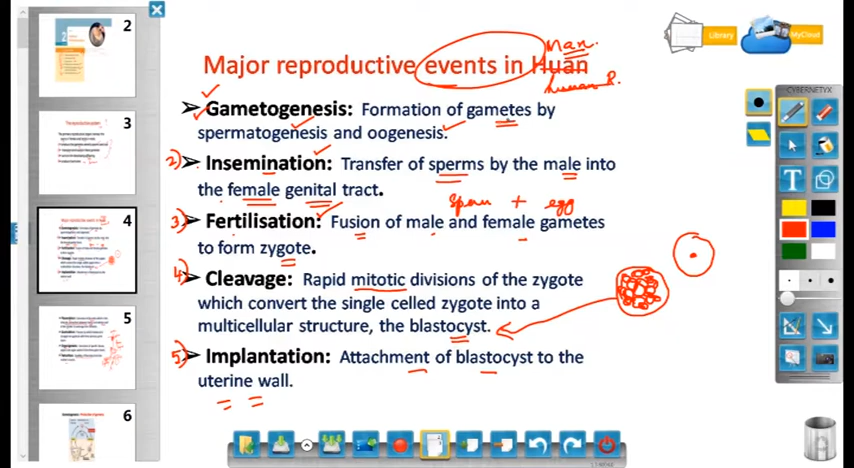 2
3
4
5
6
Library
MyCloud
CYBERNETYX
Man.
Major reproductive events in Huan
human R.
➤ Gametogenesis: Formation of gametes by
spermatogenesis and oogenesis.
2) ➤ Insemination: Transfer of sperms by the male into
the female genital tract.
sperm + egg
3) ➤ Fertilisation: Fusion of male and female gametes
to form zygote.
4) ➤ Cleavage: Rapid mitotic divisions of the zygote
which convert the single celled zygote into a
multicellular structure, the blastocyst.
5) ➤ Implantation: Attachment of blastocyst to the
uterine wall.
T